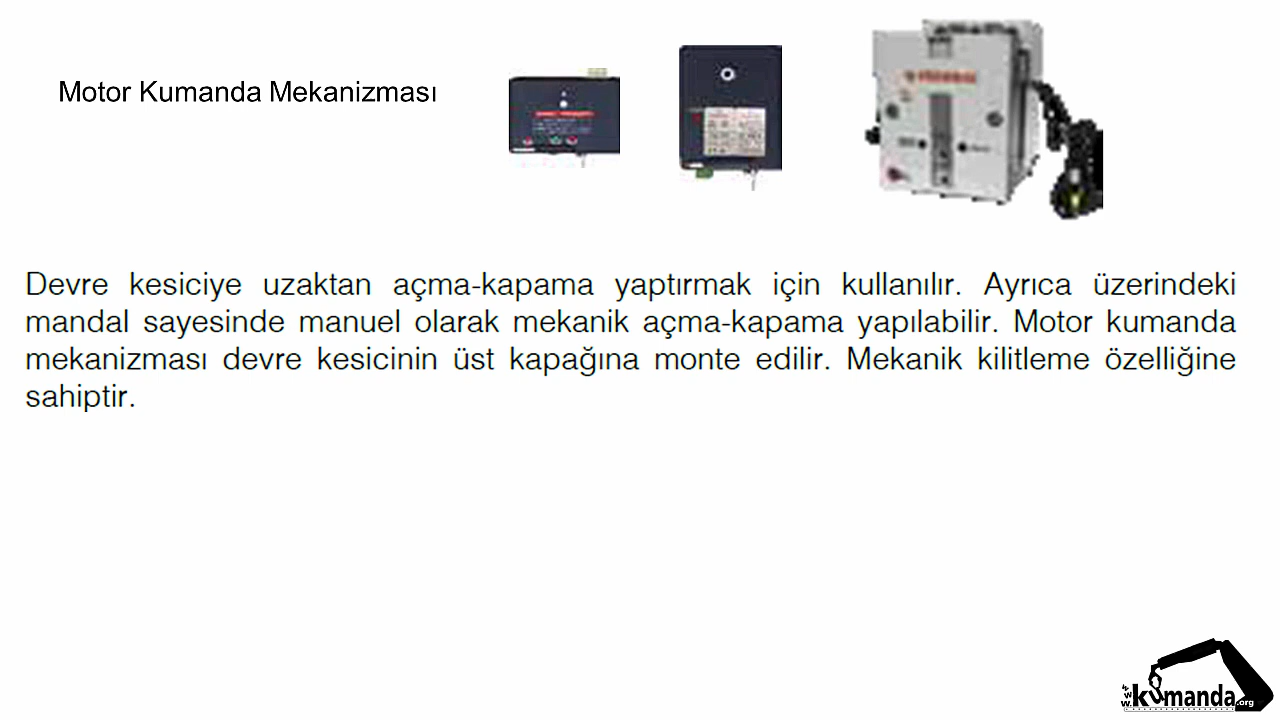 Motor Kumanda Mekanizması
Devre kesiciye uzaktan açma-kapama yaptırmak için kullanılır. Ayrıca üzerindeki
mandal sayesinde manuel olarak mekanik açma-kapama yapılabilir. Motor kumanda
mekanizması devre kesicinin üst kapağına monte edilir. Mekanik kilitleme özelliğine
sahiptir.
www.kumanda.org